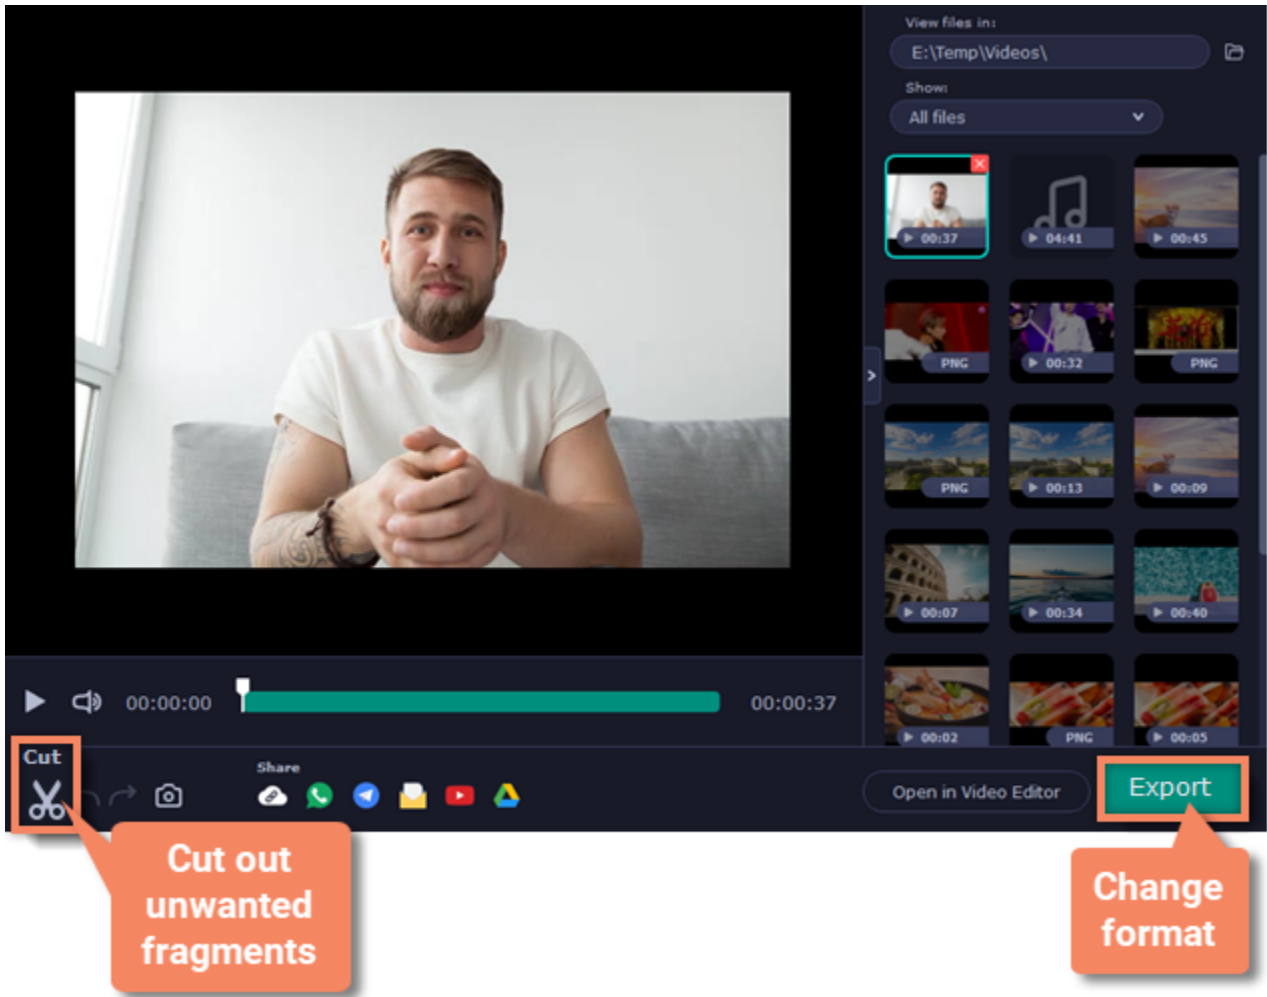 View files in:
E:\Temp\Videos\
Show:
All files
00:37
04:41
00:45
PNG
00:32
PNG
PNG
00:13
00:09
00:07
00:34
00:40
00:02
PNG
00:05
00:00:00
00:00:37
Cut
Share
Open in Video Editor
Export
Cut out
unwanted
fragments
Change
format